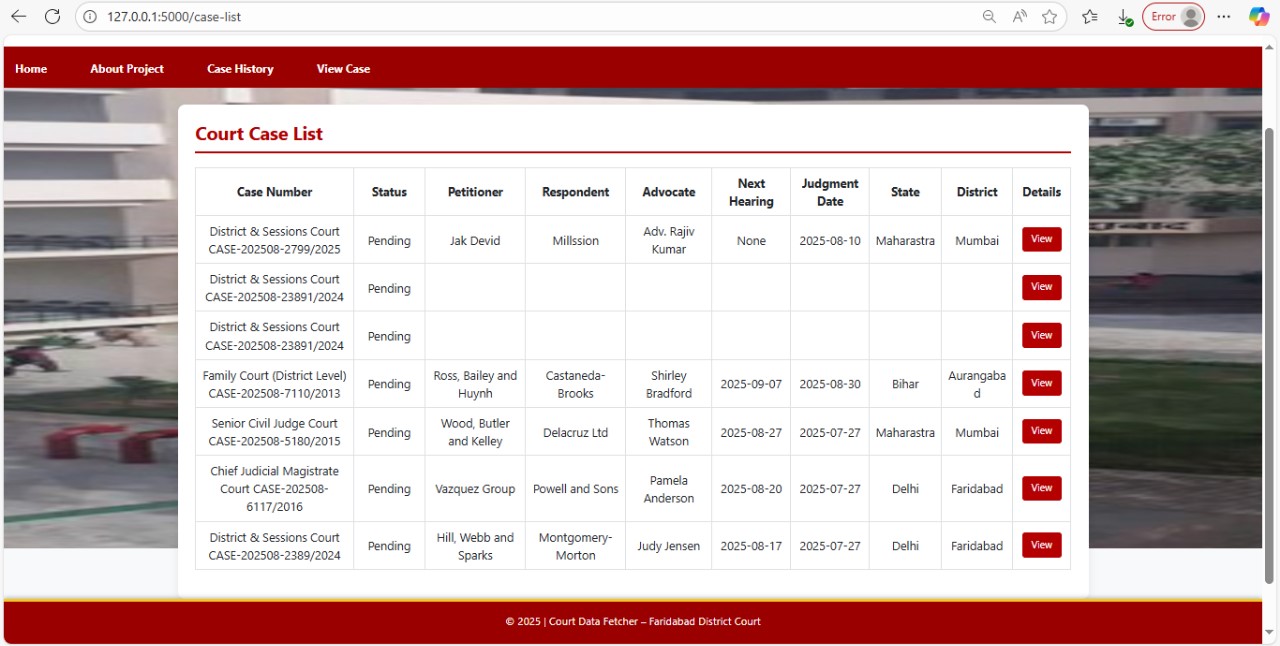 127.0.0.1:5000/case-list
Error
Home About Project Case History View Case
Court Case List
Case Number Status Petitioner Respondent Advocate Next Hearing Judgment Date State District Details
District & Sessions Court CASE-202508-2799/2025 Pending Jak Devid Millssion Adv. Rajiv Kumar None 2025-08-10 Maharastra Mumbai View
District & Sessions Court CASE-202508-23891/2024 Pending View
District & Sessions Court CASE-202508-23891/2024 Pending View
Family Court (District Level) CASE-202508-7110/2013 Pending Ross, Bailey and Huynh Castaneda-Brooks Shirley Bradford 2025-09-07 2025-08-30 Bihar Aurangabad View
Senior Civil Judge Court CASE-202508-5180/2015 Pending Wood, Butler and Kelley Delacruz Ltd Thomas Watson 2025-08-27 2025-07-27 Maharastra Mumbai View
Chief Judicial Magistrate Court CASE-202508-6117/2016 Pending Vazquez Group Powell and Sons Pamela Anderson 2025-08-20 2025-07-27 Delhi Faridabad View
District & Sessions Court CASE-202508-2389/2024 Pending Hill, Webb and Sparks Montgomery-Morton Judy Jensen 2025-08-17 2025-07-27 Delhi Faridabad View
© 2025 | Court Data Fetcher – Faridabad District Court